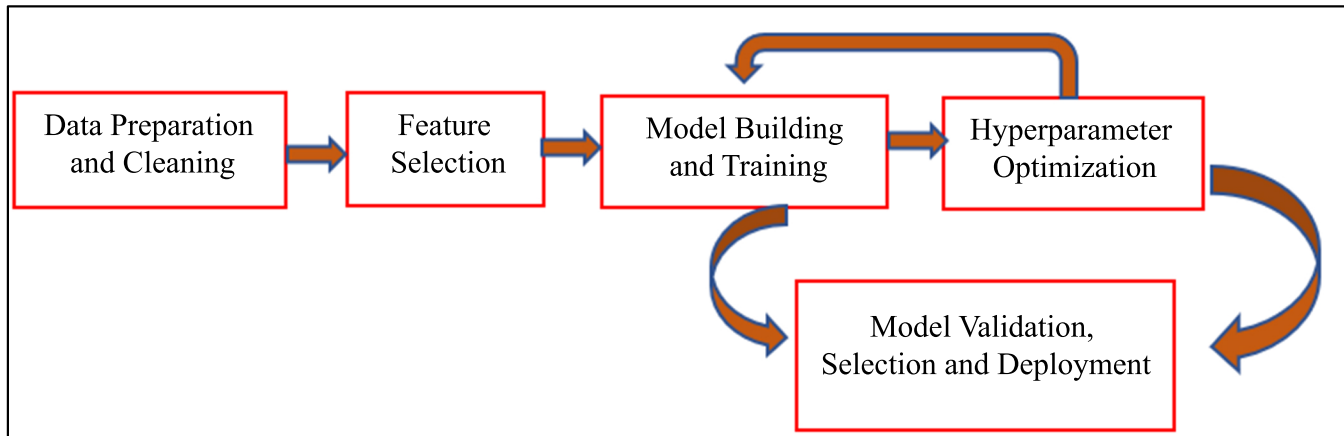 Data Preparation
and Cleaning
Feature
Selection
Model Building
and Training
Hyperparameter
Optimization
Model Validation,
Selection and Deployment